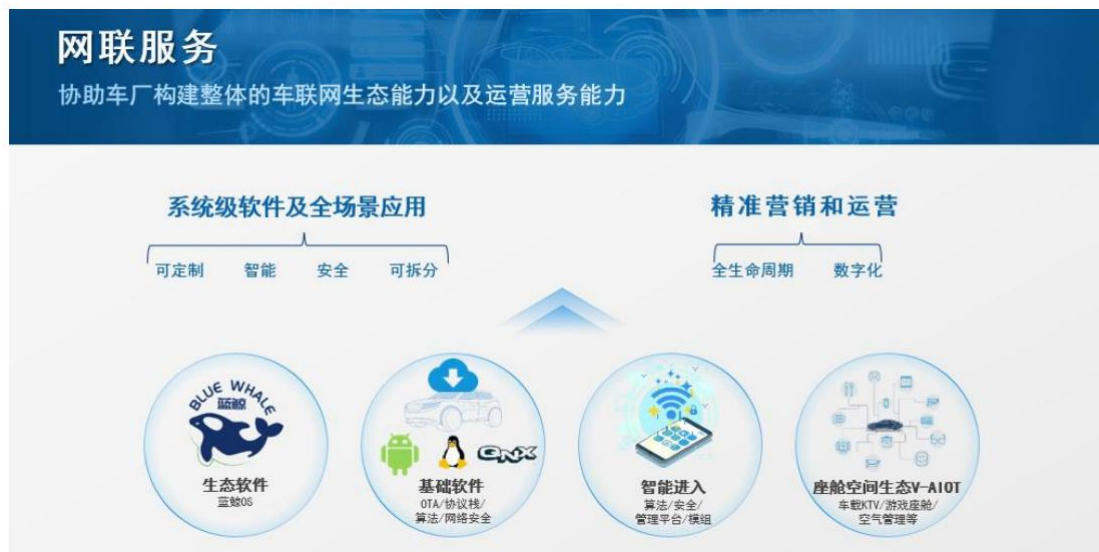 网联服务
协助车厂构建整体的车联网生态能力以及运营服务能力
系统级软件及全场景应用
精准营销和运营
可定制 智能 安全 可拆分
全生命周期 数字化
BLUE WHALE
蓝鲸
生态软件
蓝鲸OS
QNX
基础软件
OTA/协议栈/
算法/网络安全
智能进入
算法/安全/
管理平台/模组
座舱空间生态V-AIOT
车载KTV/游戏座舱/
空气管理等